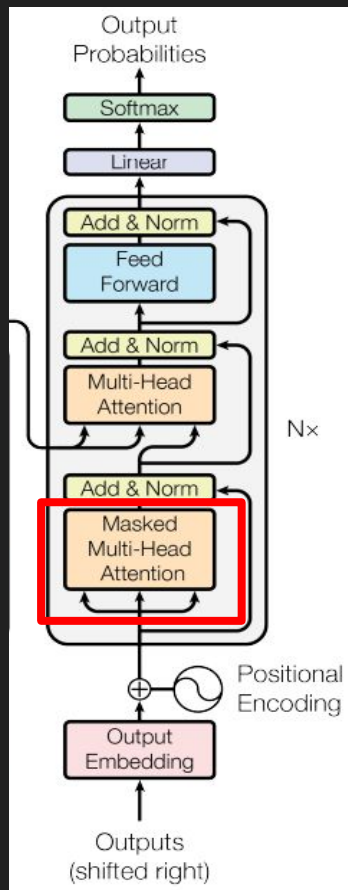 Output
Probabilities
Softmax
Linear
Add & Norm
Feed
Forward
Add & Norm
Multi-Head
Attention
N×
Add & Norm
Masked
Multi-Head
Attention
Positional
Encoding
Output
Embedding
Outputs
(shifted right)